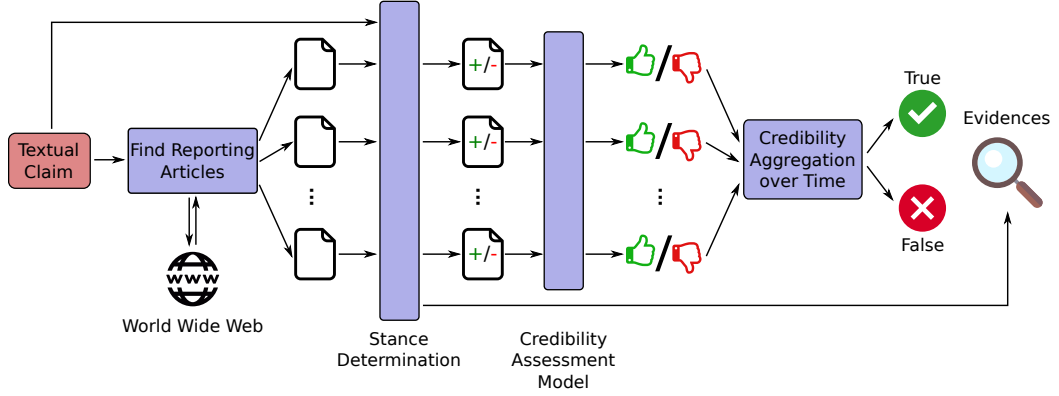 Textual
Claim
Find Reporting
Articles
www
World Wide Web
+/-
+/-
+/-
...
...
...
Stance
Determination
Credibility
Assessment
Model
/
/
/
Credibility
Aggregation
over Time
True
False
Evidences